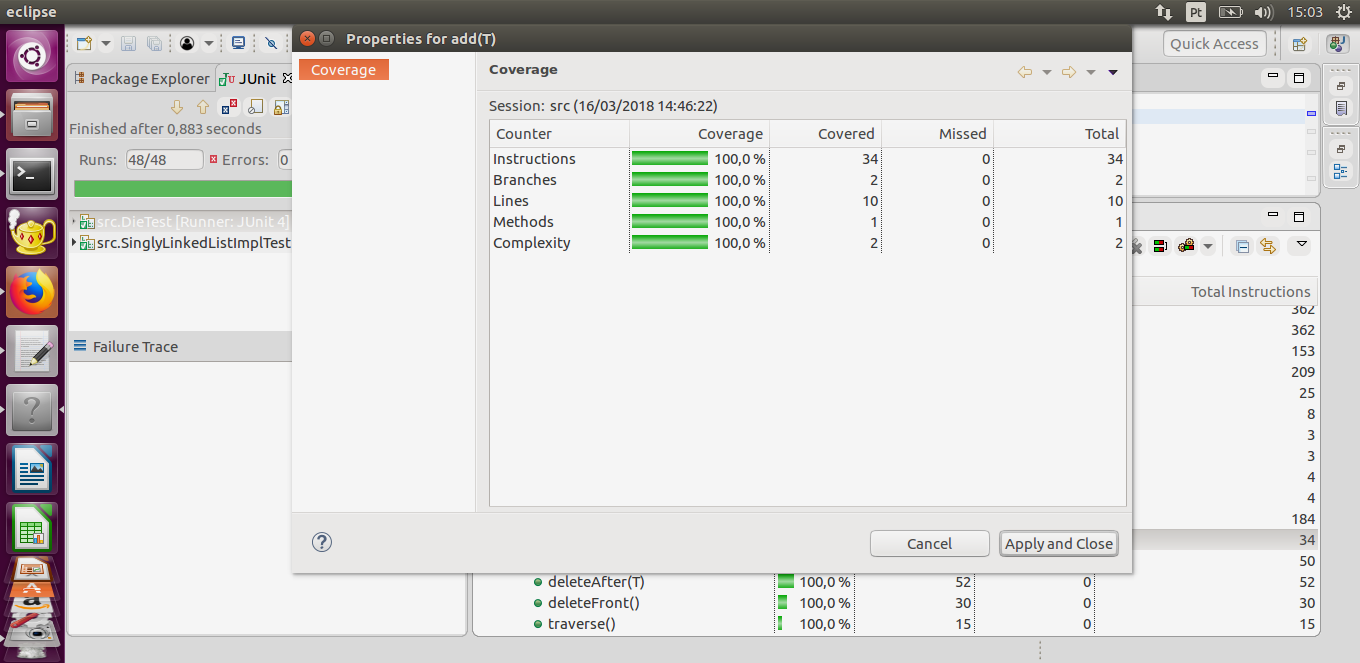 eclipse
Pt
15:03
Properties for add(T)
Quick Access
Coverage
Coverage
Package Explorer
JUnit
Session: src (16/03/2018 14:46:22)
Finished after 0,883 seconds
Counter Coverage Covered Missed Total
Runs: 48/48 Errors: 0
Instructions 100,0 % 34 0 34
Branches 100,0 % 2 0 2
Lines 100,0 % 10 0 10
Methods 100,0 % 1 0 1
Complexity 100,0 % 2 0 2
src.DieTest [Runner: JUnit 4]
src.SinglyLinkedListImplTest
Failure Trace
Total Instructions
362
362
153
209
25
8
3
3
4
4
184
34
50
Cancel
Apply and Close
deleteAfter(T) 100,0 % 52 0 52
deleteFront() 100,0 % 30 0 30
traverse() 100,0 % 15 0 15